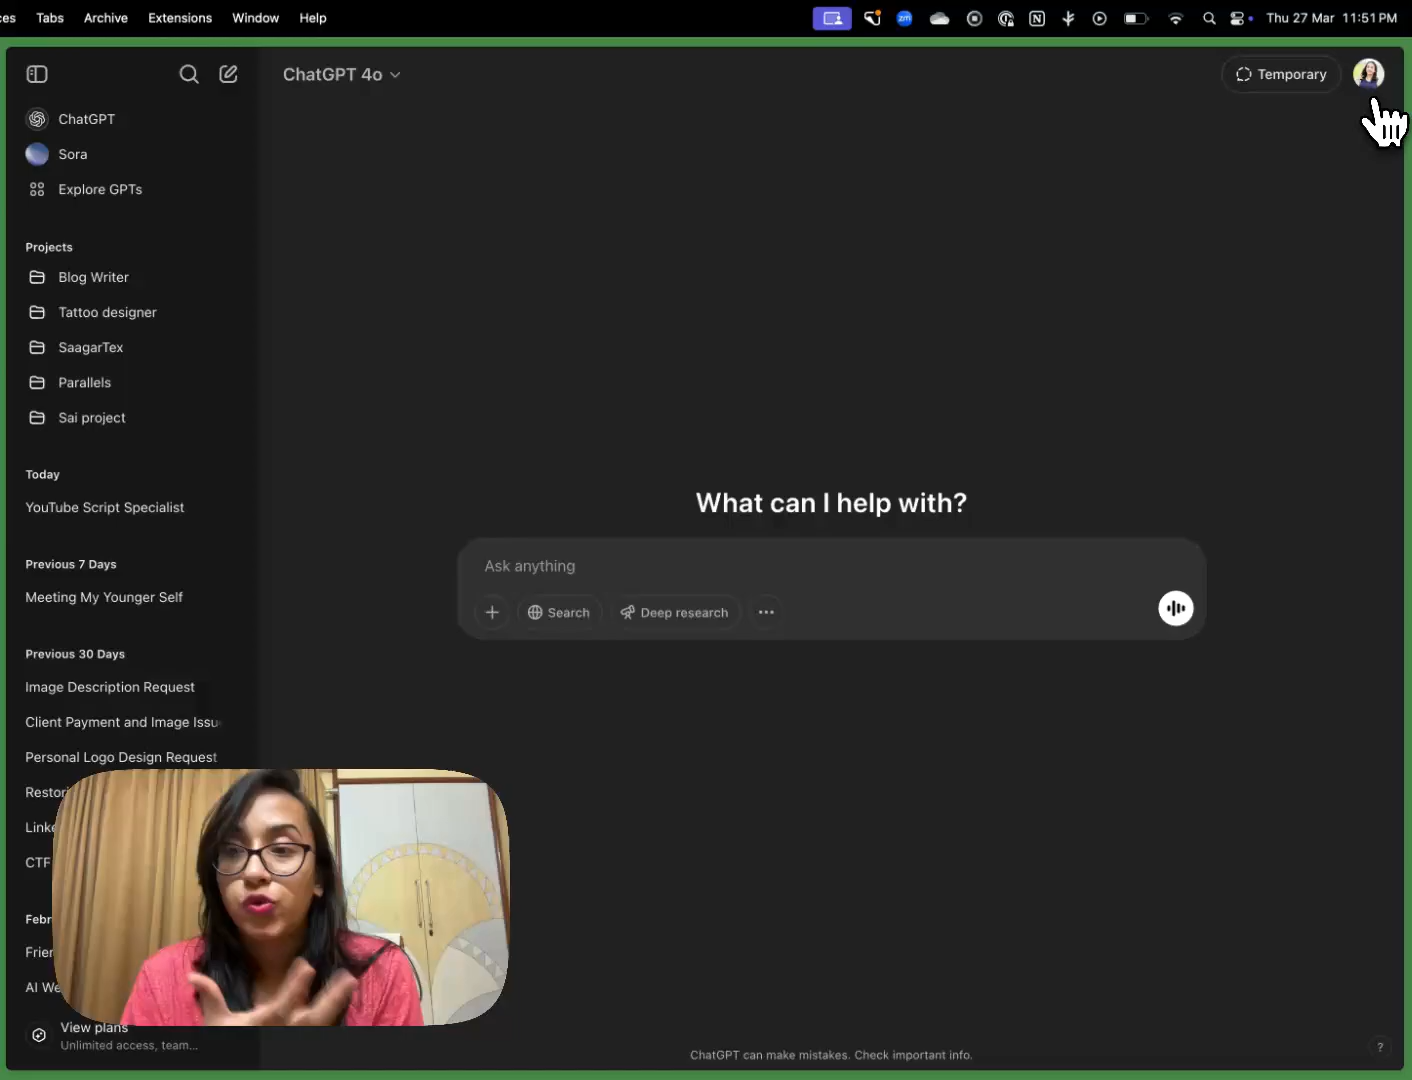 Tabs Archive Extensions Window Help zm N Thu 27 Mar 11:51 PM
ChatGPT 4o
Temporary
ChatGPT
Sora
Explore GPTs
Projects
Blog Writer
Tattoo designer
SaagarTex
Parallels
Sai project
Today
YouTube Script Specialist
Previous 7 Days
Meeting My Younger Self
Previous 30 Days
Image Description Request
Client Payment and Image
Personal Logo Design Request
CTF
View plans
Unlimited access, team...
What can I help with?
Ask anything
Search
Deep research
ChatGPT can make mistakes. Check important info.
?